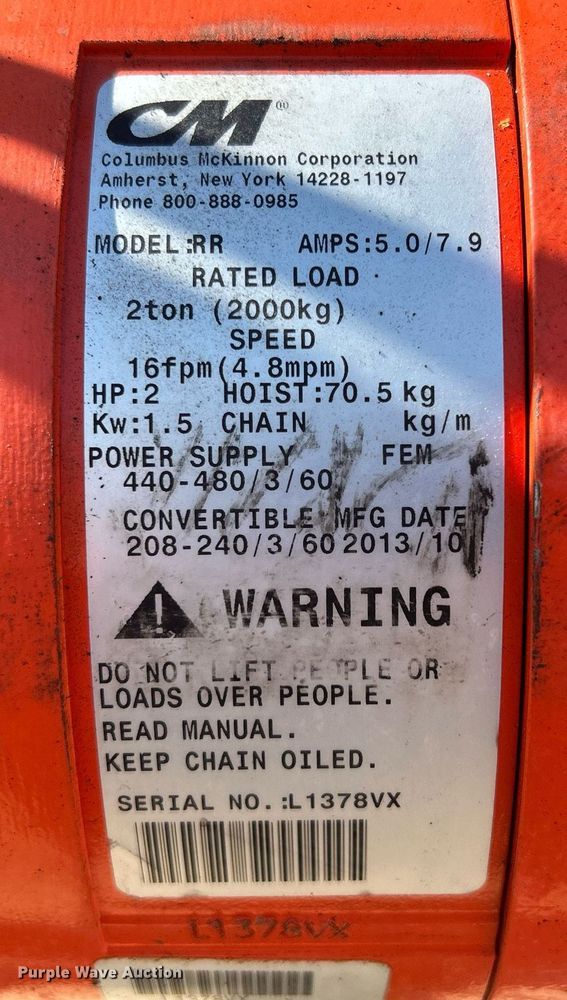 CM®
Columbus McKinnon Corporation
Amherst, New York 14228-1197
Phone 800-888-0985
MODEL:RR AMPS:5.0/7.9
RATED LOAD
2ton (2000kg)
SPEED
16fpm(4.8mpm)
HP:2 HOIST:70.5 kg
Kw:1.5 CHAIN kg/m
POWER SUPPLY FEM
440-480/3/60
CONVERTIBLE MFG DATE
208-240/3/60 2013/10
WARNING
DO NOT LIFT PEOPLE OR
LOADS OVER PEOPLE.
READ MANUAL.
KEEP CHAIN OILED.
SERIAL NO.:L1378VX
L1378VX
Purple Wave Auction